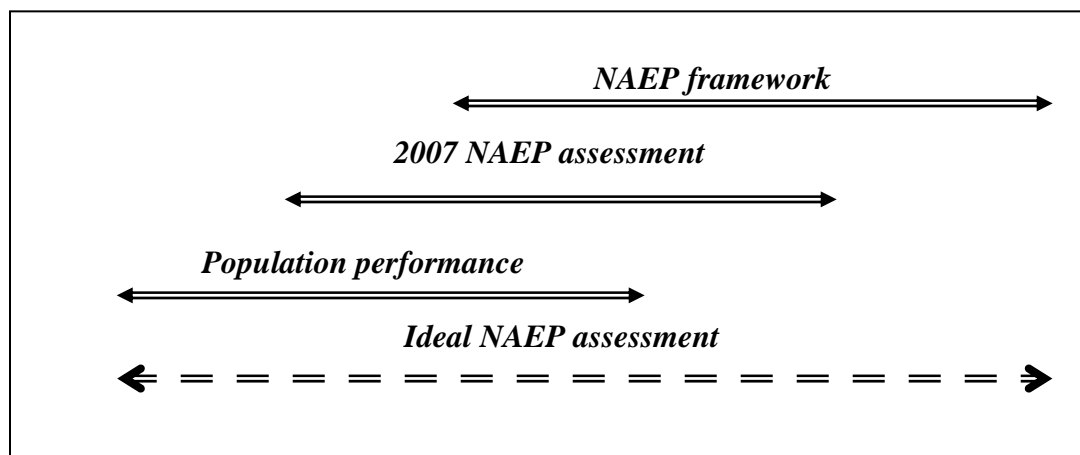 NAEP framework
2007 NAEP assessment
Population performance
Ideal NAEP assessment